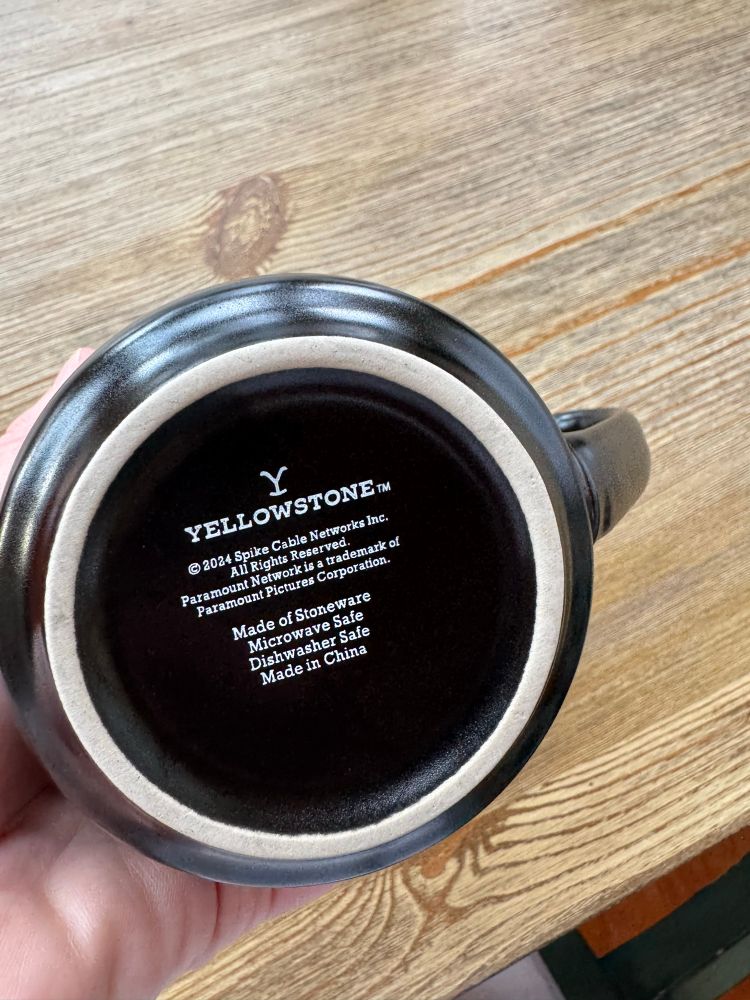 Y
YELLOWSTONE™
© 2024 Spike Cable Networks Inc.
All Rights Reserved.
Paramount Network is a trademark of
Paramount Pictures Corporation.
Made of Stoneware
Microwave Safe
Dishwasher Safe
Made in China